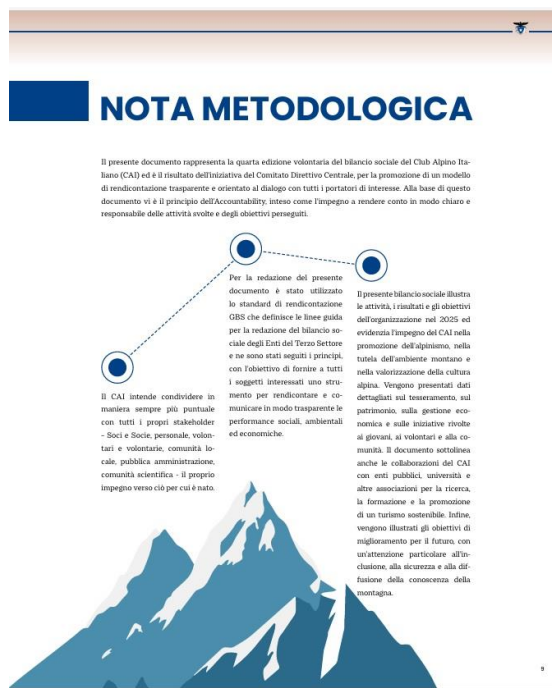 NOTA METODOLOGICA
Il presente documento rappresenta la quarta edizione volontaria del bilancio sociale del Club Alpino Ita-
liano (CAI) ed è il risultato dell'iniziativa del Comitato Direttivo Centrale, per la promozione di un modello
di rendicontazione trasparente e orientato al dialogo con tutti i portatori di interesse. Alla base di questo
documento vi è il principio dell'Accountability, inteso come l'impegno a rendere conto in modo chiaro e
responsabile delle attività svolte e degli obiettivi perseguiti.
Il CAI intende condividere in
maniera sempre più puntuale
con tutti i propri stakeholder
- Soci e Socie, personale, volon-
tari e volontarie, comunità lo-
cale, pubblica amministrazione,
comunità scientifica - il proprio
impegno verso ciò per cui è nato.
Per la redazione del presente
documento è stato utilizzato
lo standard di rendicontazione
GBS che definisce le linee guida
per la redazione del bilancio so-
ciale degli Enti del Terzo Settore
e ne sono stati seguiti i principi,
con l'obiettivo di fornire a tutti
i soggetti interessati uno stru-
mento per rendicontare e co-
municare in modo trasparente le
performance sociali, ambientali
ed economiche.
Il presente bilancio sociale illustra
le attività, i risultati e gli obiettivi
dell'organizzazione nel 2025 ed
evidenzia l'impegno del CAI nella
promozione dell'alpinismo, nella
tutela dell'ambiente montano e
nella valorizzazione della cultura
alpina. Vengono presentati dati
dettagliati sul tesseramento, sul
patrimonio, sulla gestione eco-
nomica e sulle iniziative rivolte
ai giovani, ai volontari e alla co-
munità. Il documento sottolinea
anche le collaborazioni del CAI
con enti pubblici, università e
altre associazioni per la ricerca,
la formazione e la promozione
di un turismo sostenibile. Infine,
vengono illustrati gli obiettivi di
miglioramento per il futuro, con
un'attenzione particolare all'in-
clusione, alla sicurezza e alla dif-
fusione della conoscenza della
montagna.
9